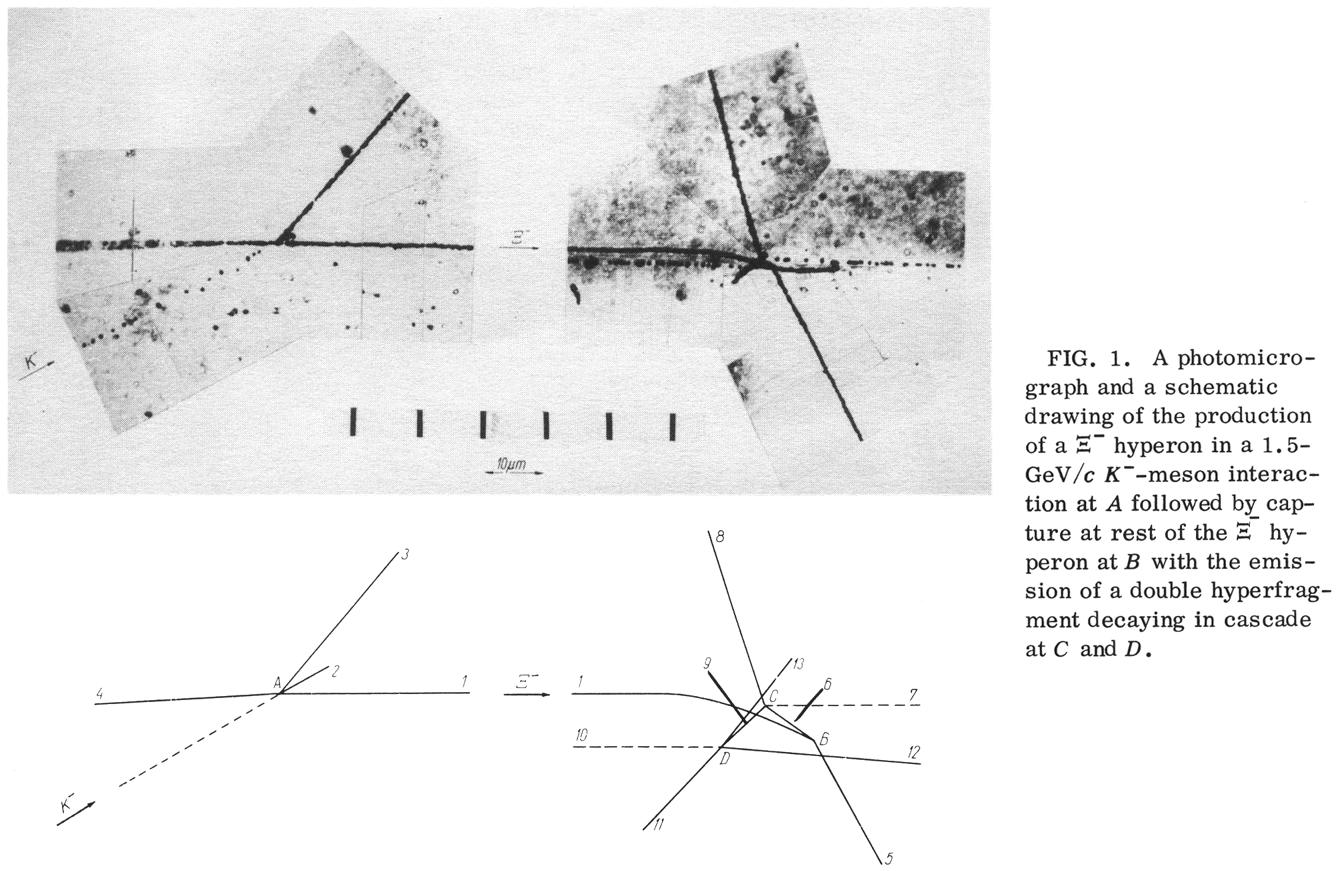 Ξ⁻
K⁻
10μm
FIG. 1. A photomicro-
graph and a schematic
drawing of the production
of a Ξ⁻ hyperon in a 1.5-
GeV/c K⁻-meson interac-
tion at A followed by cap-
ture at rest of the Ξ⁻ hy-
peron at B with the emis-
sion of a double hyperfrag-
ment decaying in cascade
at C and D.
8
3
9
13
2
4
A
1
Ξ⁻
1
C
6
7
10
Б
D
12
K⁻
11
5